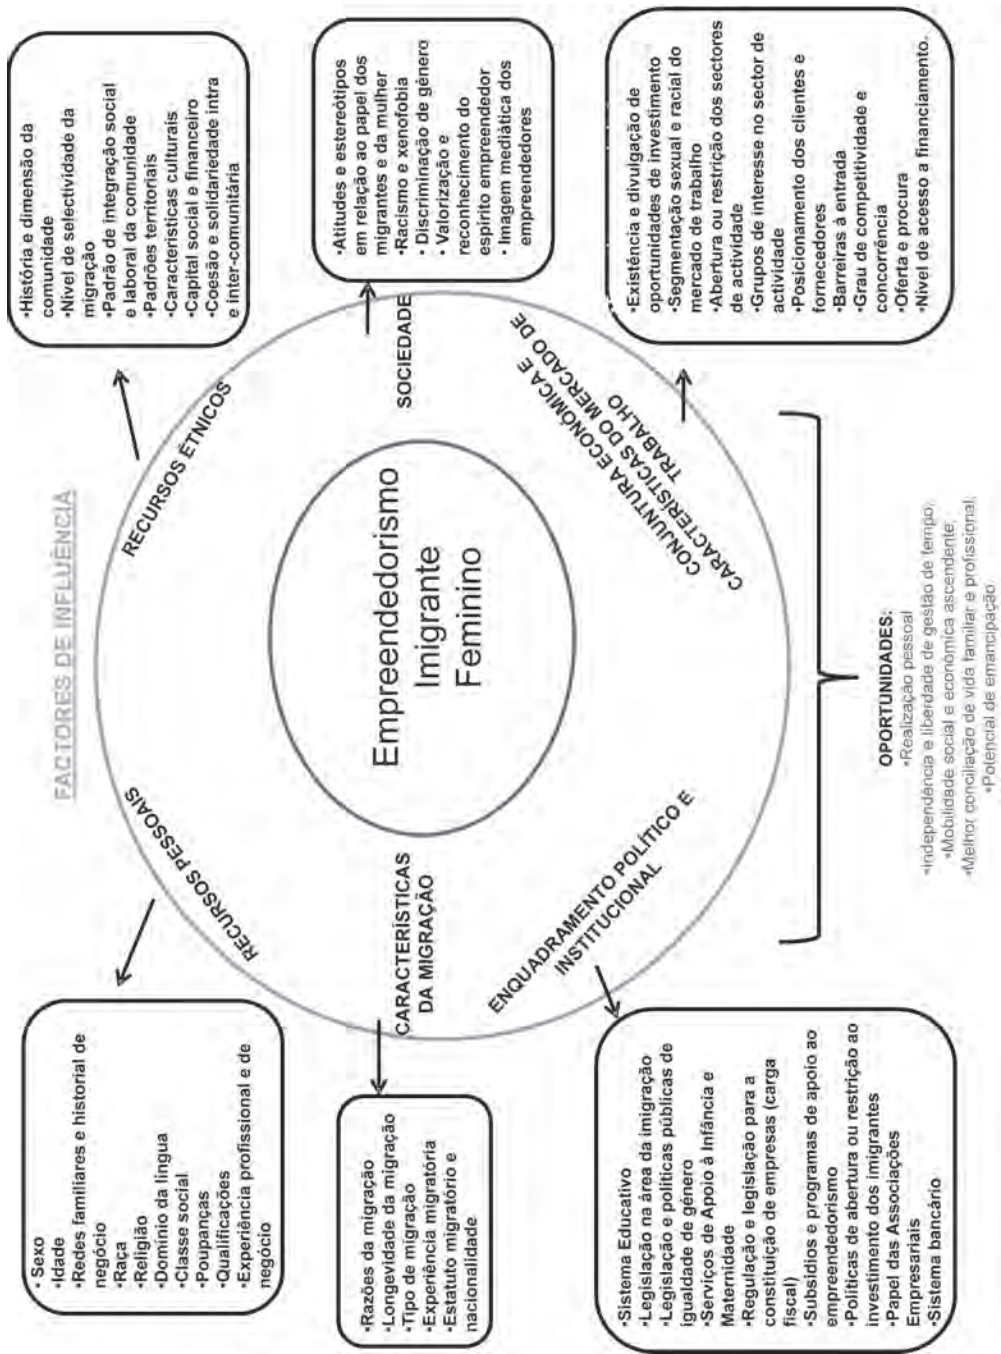 FACTORES DE INFLUÊNCIA
• Sexo
•Idade
•Redes familiares e historial de
negócio
•Raça
•Religião
•Domínio da língua
•Classe social
•Poupanças
•Qualificações
•Experiência profissional e de
negócio
RECURSOS PESSOAIS
RECURSOS ÉTNICOS
•História e dimensão da
comunidade
•Nível de selectividade da
migração
•Padrão de integração social
e laboral da comunidade
•Padrões territoriais
•Características culturais
•Capital social e financeiro
•Coesão e solidariedade intra
e inter-comunitária
•Razões da migração
•Longevidade da migração
•Tipo de migração
•Experiência migratória
•Estatuto migratório e
nacionalidade
CARACTERÍSTICAS
DA MIGRAÇÃO
Empreendedorismo
Imigrante
Feminino
SOCIEDADE
•Atitudes e estereótipos
em relação ao papel dos
migrantes e da mulher
•Racismo e xenofobia
• Discriminação de género
• Valorização e
reconhecimento do
espírito empreendedor
• Imagem mediática dos
empreendedores
ENQUADRAMENTO POLÍTICO E
INSTITUCIONAL
CONJUNTURA ECONÓMICA E
CARACTERÍSTICAS DO MERCADO DE
TRABALHO
•Sistema Educativo
•Legislação na área da imigração
•Legislação e políticas públicas de
igualdade de género
•Serviços de Apoio à Infância e
Maternidade
•Regulação e legislação para a
constituição de empresas (carga
fiscal)
•Subsídios e programas de apoio ao
empreendedorismo
•Políticas de abertura ou restrição ao
investimento dos imigrantes
•Papel das Associações
Empresariais
•Sistema bancário
•Existência e divulgação de
oportunidades de investimento
•Segmentação sexual e racial do
mercado de trabalho
•Abertura ou restrição dos sectores
de actividade
•Grupos de interesse no sector de
actividade
•Posicionamento dos clientes e
fornecedores
•Barreiras à entrada
•Grau de competitividade e
concorrência
•Oferta e procura
•Nível de acesso a financiamento.
OPORTUNIDADES:
•Realização pessoal
•Independência e liberdade de gestão de tempo;
•Mobilidade social e económica ascendente;
•Melhor conciliação de vida familiar e profissional;
•Potencial de emancipação